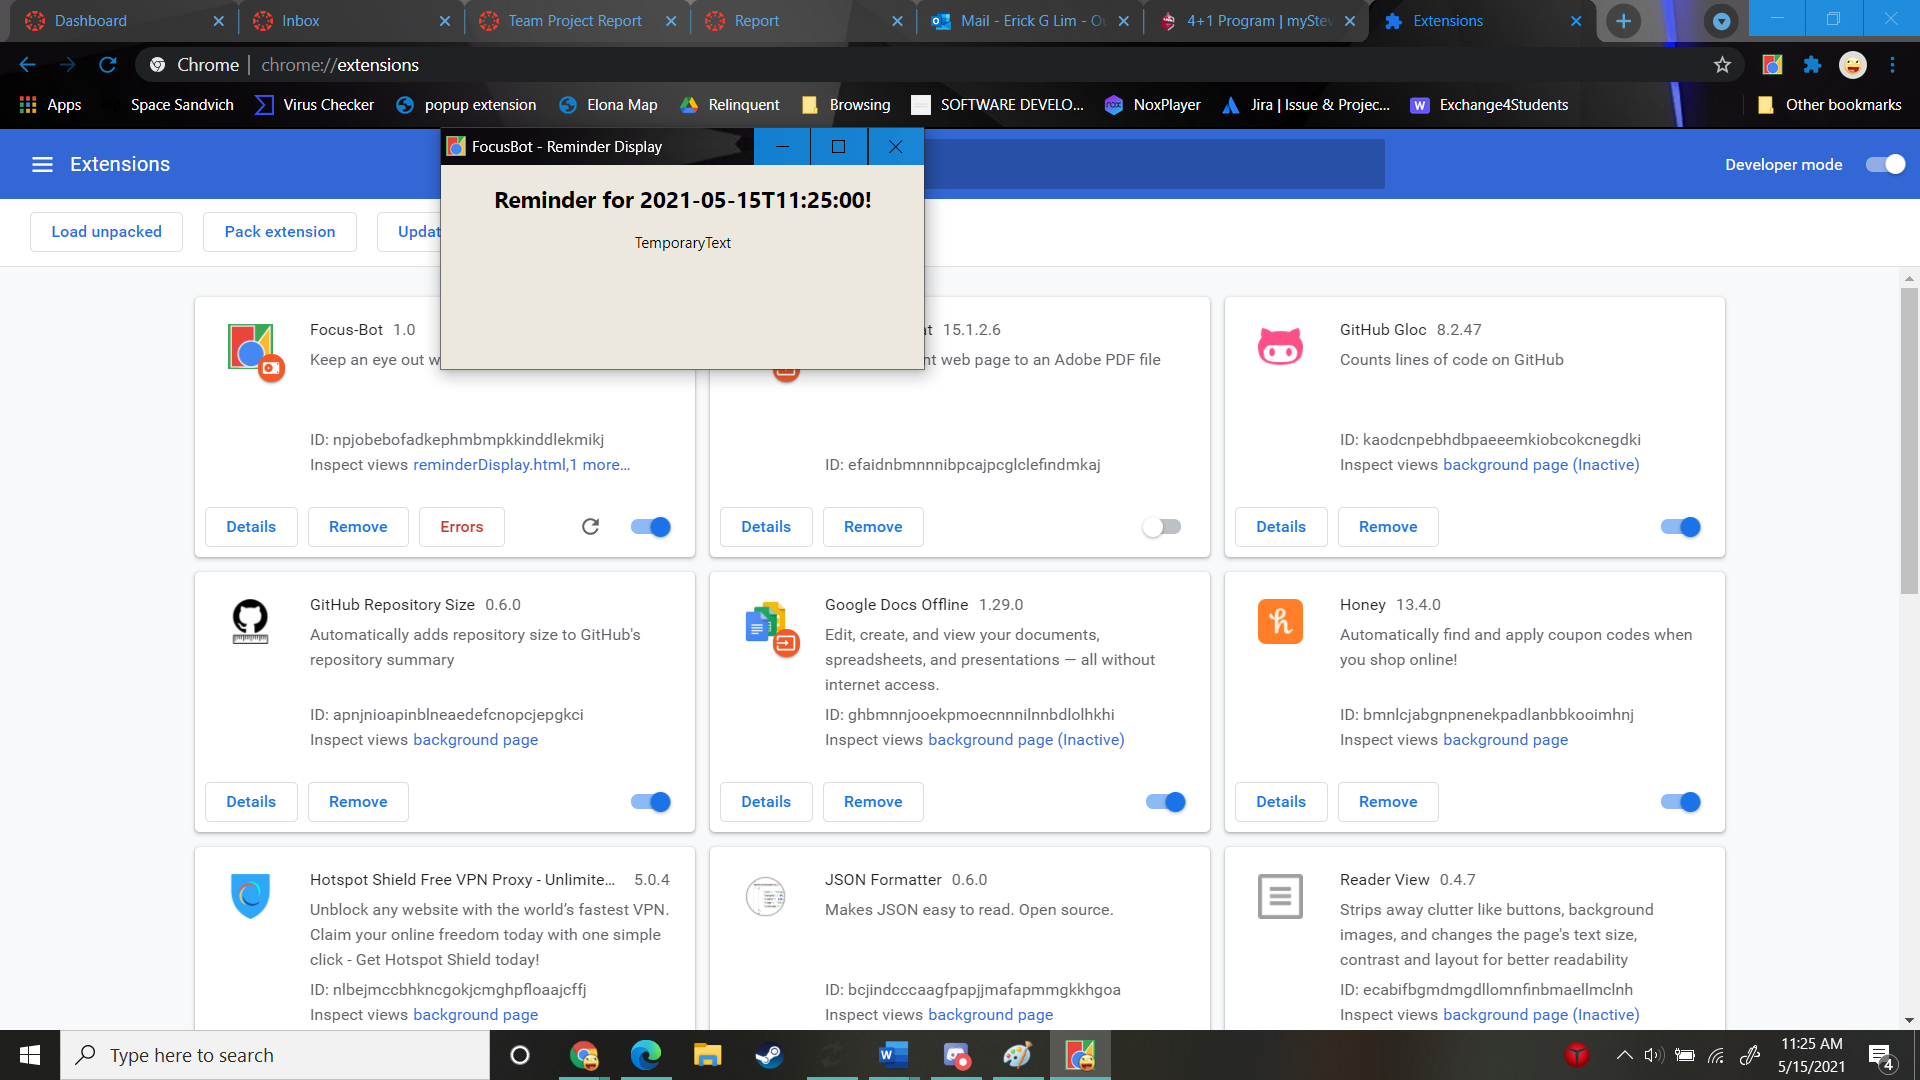 Dashboard
Inbox
Team Project Report
Report
Mail - Erick G Lim - Ou
4+1 Program | myStev
Extensions
Chrome | chrome://extensions
Apps
Space Sandvich
Virus Checker
popup extension
Elona Map
Relinquent
Browsing
SOFTWARE DEVELO...
NoxPlayer
Jira | Issue & Projec...
Exchange4Students
Other bookmarks
Extensions
Developer mode
FocusBot - Reminder Display
Reminder for 2021-05-15T11:25:00!
TemporaryText
Load unpacked
Pack extension
Updat
Focus-Bot 1.0
Keep an eye out w
ID: npjobebofadkephmbmpkkinddlekmikj
Inspect views reminderDisplay.html,1 more...
Details
Remove
Errors
at 15.1.2.6
nt web page to an Adobe PDF file
ID: efaidnbmnnnibpcajpcglclefindmkaj
Details
Remove
GitHub Gloc 8.2.47
Counts lines of code on GitHub
ID: kaodcnpebhdbpaeeemkiobcokcnegdki
Inspect views background page (Inactive)
Details
Remove
GitHub Repository Size 0.6.0
Automatically adds repository size to GitHub's
repository summary
ID: apnjnioapinblneaedefcnopcjepgkci
Inspect views background page
Details
Remove
Google Docs Offline 1.29.0
Edit, create, and view your documents,
spreadsheets, and presentations — all without
internet access.
ID: ghbmnnjooekpmoecnnnilnnbdlolhkhi
Inspect views background page (Inactive)
Details
Remove
Honey 13.4.0
Automatically find and apply coupon codes when
you shop online!
ID: bmnlcjabgnpnenekpadlanbbkooimhnj
Inspect views background page
Details
Remove
Hotspot Shield Free VPN Proxy - Unlimite... 5.0.4
Unblock any website with the world’s fastest VPN.
Claim your online freedom today with one simple
click - Get Hotspot Shield today!
ID: nlbejmccbhkncgokjcmghpfloaajcffj
Inspect views background page
JSON Formatter 0.6.0
Makes JSON easy to read. Open source.
ID: bcjindcccaagfpapjjmafapmmgkkhgoa
Inspect views background page
Reader View 0.4.7
Strips away clutter like buttons, background
images, and changes the page's text size,
contrast and layout for better readability
ID: ecabifbgmdmgdllomnfinbmaellmclnh
Inspect views background page (Inactive)
Type here to search
11:25 AM
5/15/2021
4